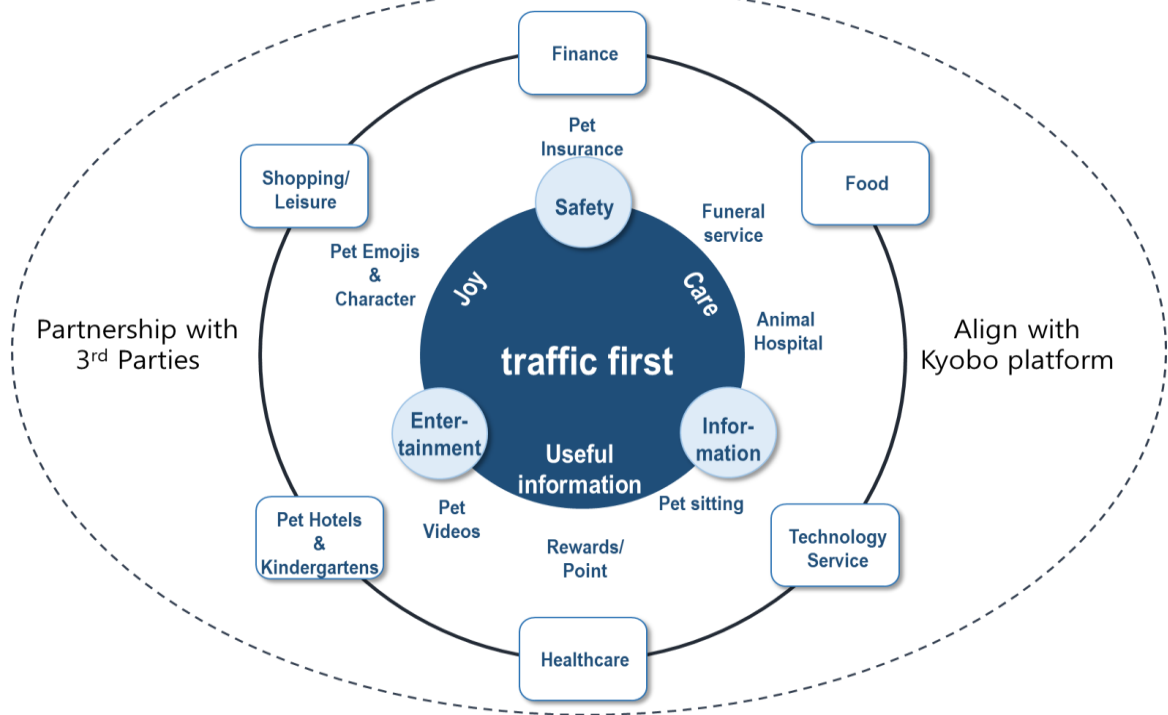 Finance
Pet
Insurance
Safety
Shopping/
Leisure
Food
Funeral
service
Pet Emojis
&
Character
Joy
Care
Partnership with
3rd Parties
traffic first
Animal
Hospital
Align with
Kyobo platform
Enter-
tainment
Infor-
mation
Useful
information
Pet
Videos
Pet sitting
Rewards/
Point
Pet Hotels
&
Kindergartens
Technology
Service
Healthcare